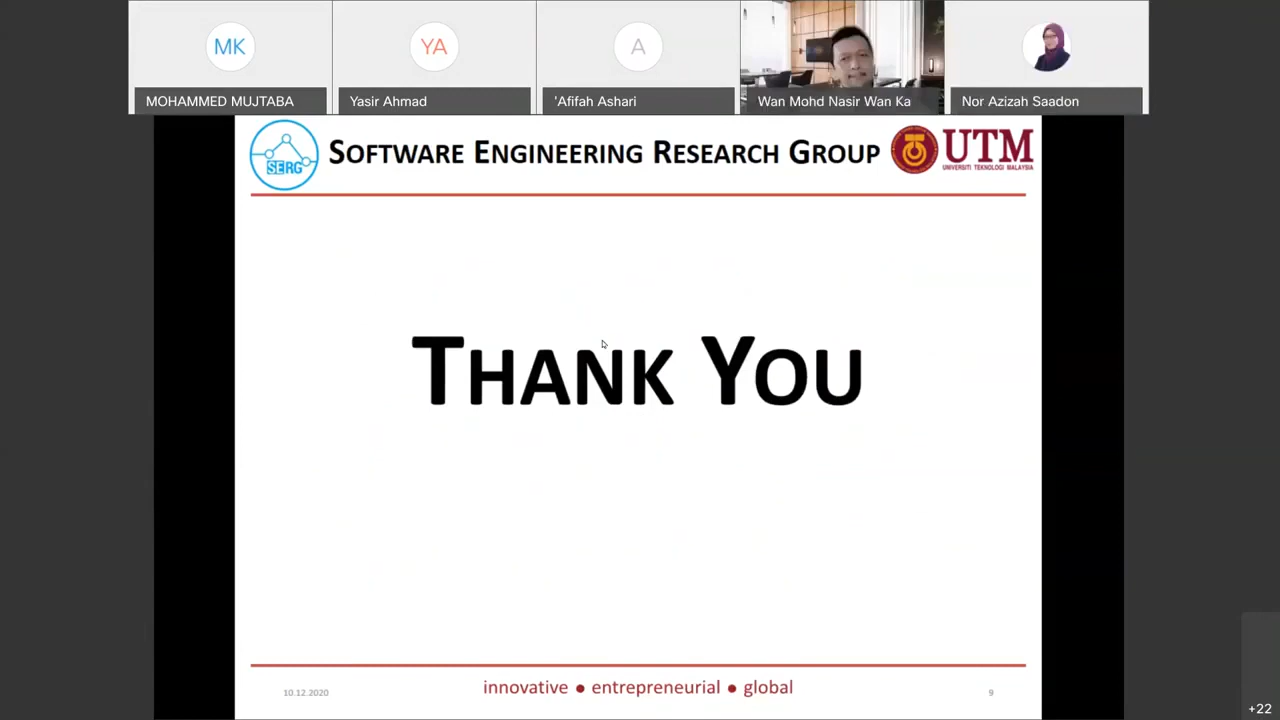 MK
YA
A
MOHAMMED MUJTABA
Yasir Ahmad
'Afifah Ashari
Wan Mohd Nasir Wan Ka
Nor Azizah Saadon
SERG
SOFTWARE ENGINEERING RESEARCH GROUP
UTM
UNIVERSITI TEKNOLOGI MALAYSIA
THANK YOU
10.12.2020
innovative ● entrepreneurial ● global
9
+22